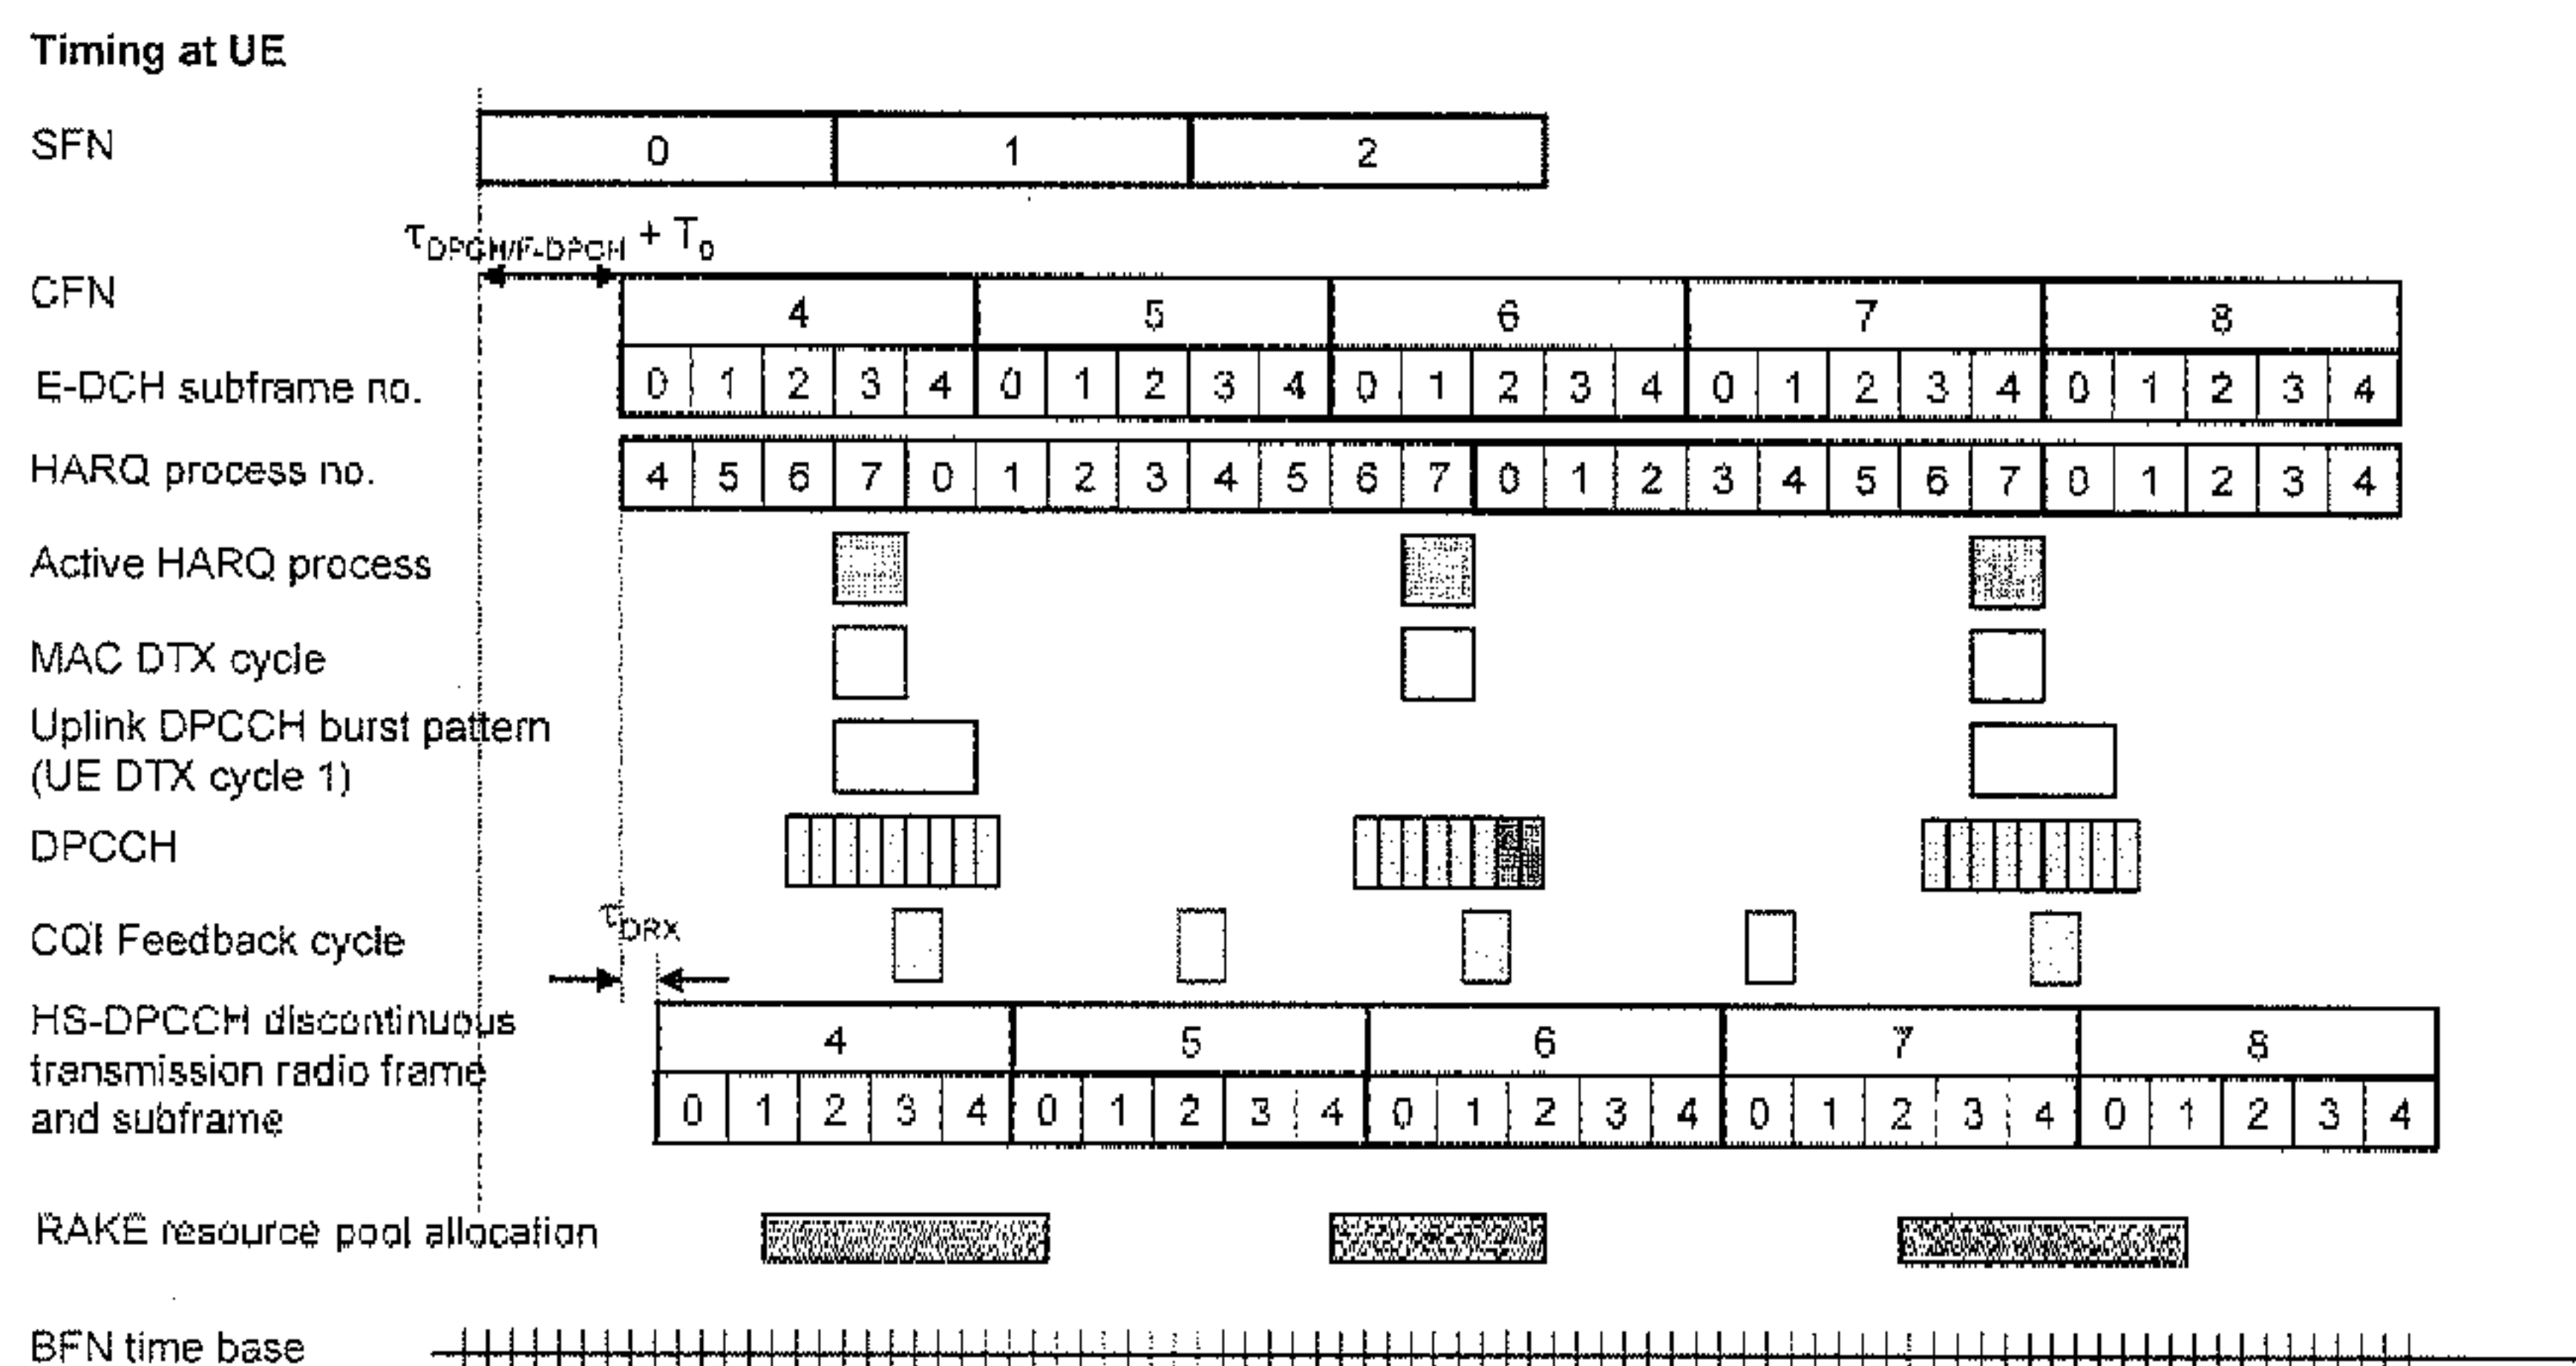 Timing at UE
SFN
0 1 2
τDPCH/F-DPCH + T0
CFN
4 5 6 7 8
E-DCH subframe no.
0 1 2 3 4 0 1 2 3 4 0 1 2 3 4 0 1 2 3 4 0 1 2 3 4
HARQ process no.
4 5 6 7 0 1 2 3 4 5 6 7 0 1 2 3 4 5 6 7 0 1 2 3 4
Active HARQ process
MAC DTX cycle
Uplink DPCCH burst pattern
(UE DTX cycle 1)
DPCCH
τDRX
CQI Feedback cycle
HS-DPCCH discontinuous
transmission radio frame
and subframe
4 5 6 7 8
0 1 2 3 4 0 1 2 3 4 0 1 2 3 4 0 1 2 3 4 0 1 2 3 4
RAKE resource pool allocation
BFN time base